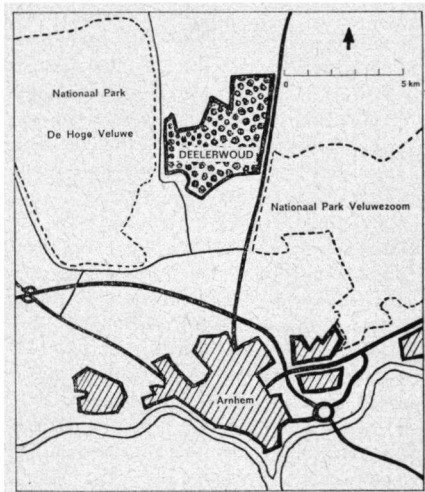 Nationaal Park
De Hoge Veluwe
0
5 km
DEELERWOUD
Nationaal Park Veluwezoom
Arnhem